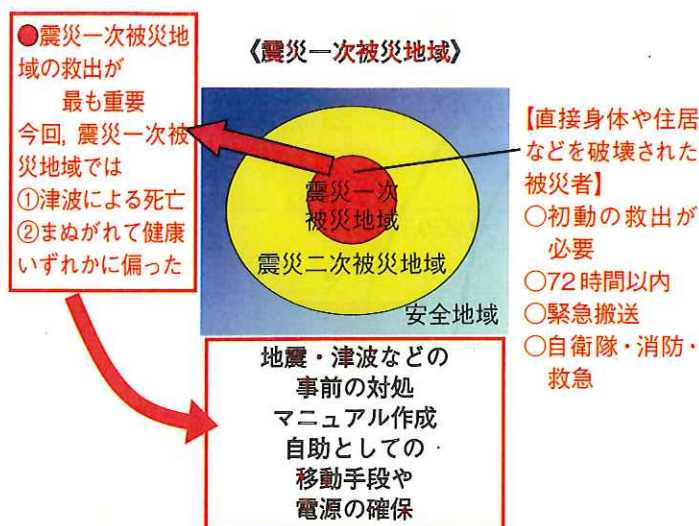 《震災一次被災地域》
●震災一次被災地
域の救出が
最も重要
今回, 震災一次被
災地域では
①津波による死亡
②まぬがれて健康
いずれかに偏った
震災一次
被災地域
震災二次被災地域
安全地域
【直接身体や住居
などを破壊された
被災者】
○初動の救出が
必要
○72時間以内
○緊急搬送
○自衛隊・消防・
救急
地震・津波などの
事前の対処
マニュアル作成
自助としての
移動手段や
電源の確保